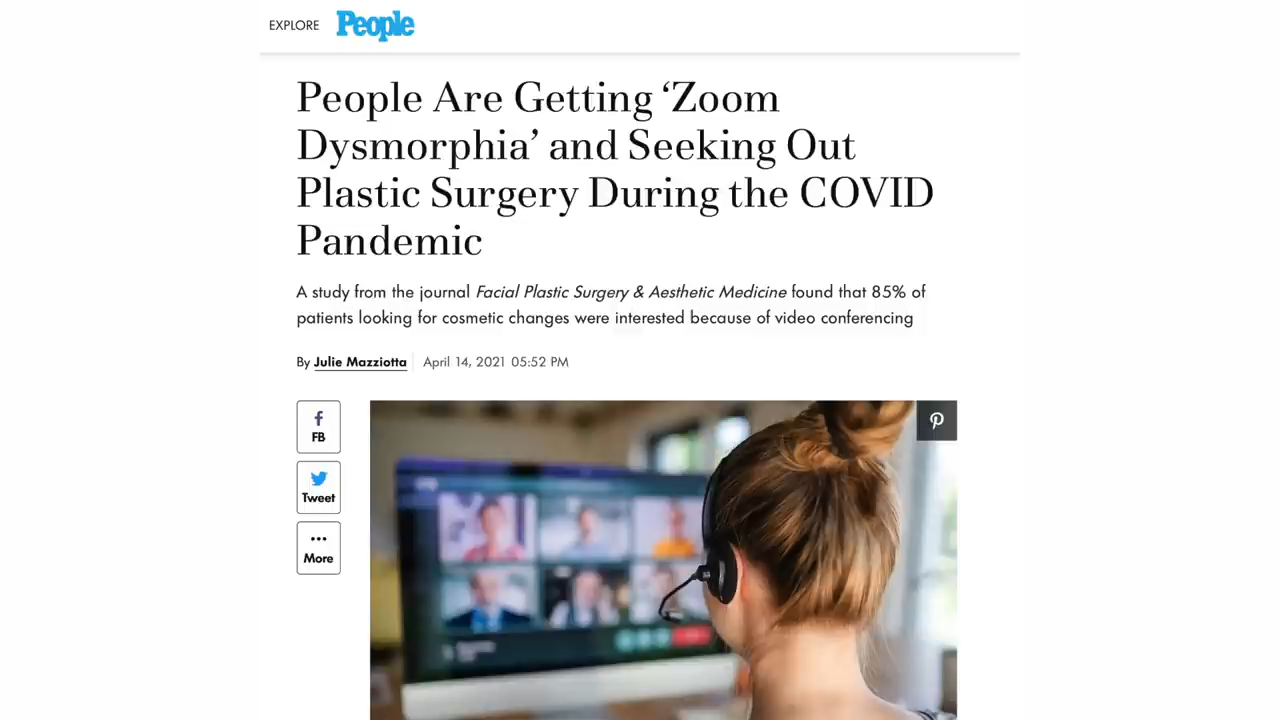 EXPLORE People
People Are Getting ‘Zoom
Dysmorphia’ and Seeking Out
Plastic Surgery During the COVID
Pandemic
A study from the journal Facial Plastic Surgery & Aesthetic Medicine found that 85% of
patients looking for cosmetic changes were interested because of video conferencing
By Julie Mazziotta April 14, 2021 05:52 PM
FB
Tweet
More